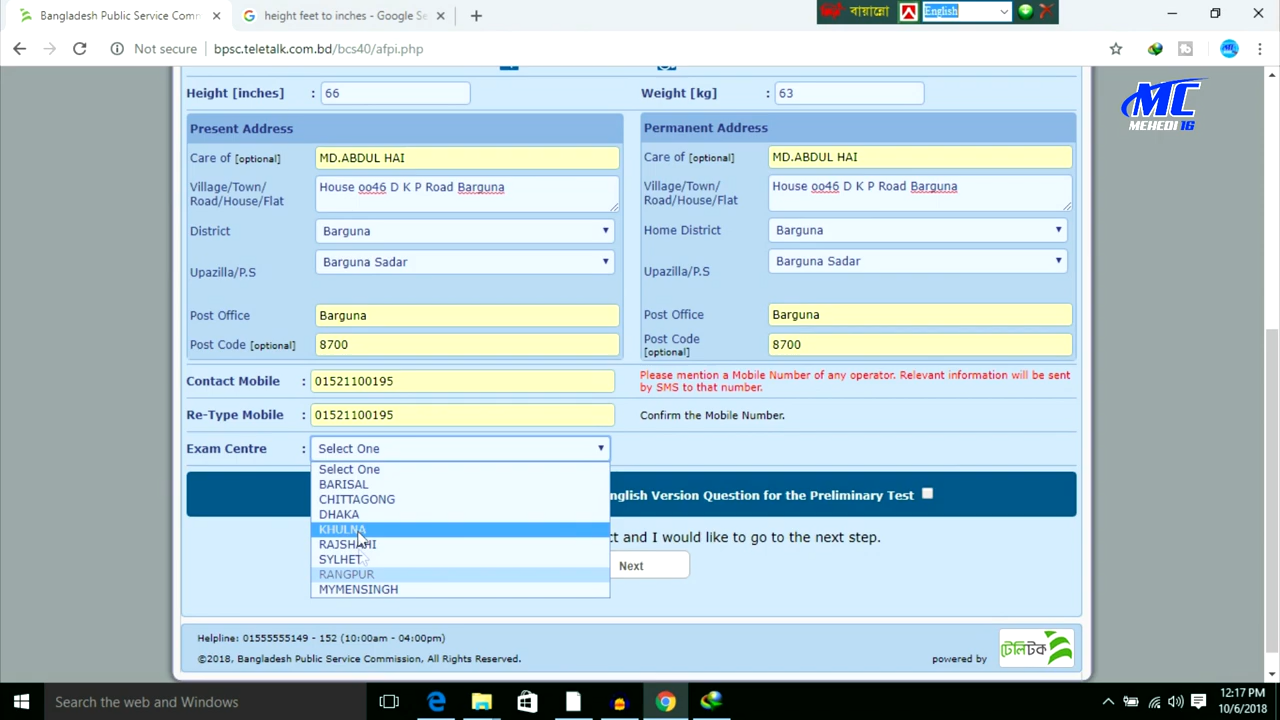 Bangladesh Public Service Comm
height feet to inches - Google Se
বায়ান্নো
English
Not secure
bpsc.teletalk.com.bd/bcs40/afpi.php
MC
MEHEDI 16
Height [inches] : 66
Weight [kg] : 63
Present Address
Permanent Address
Care of [optional] MD.ABDUL HAI
Care of [optional] MD.ABDUL HAI
Village/Town/
Road/House/Flat
House oo46 D K P Road Barguna
Village/Town/
Road/House/Flat
House oo46 D K P Road Barguna
District Barguna
Home District Barguna
Upazilla/P.S Barguna Sadar
Upazilla/P.S Barguna Sadar
Post Office Barguna
Post Office Barguna
Post Code [optional] 8700
Post Code
[optional]
8700
Contact Mobile : 01521100195
Please mention a Mobile Number of any operator. Relevant information will be sent
by SMS to that number.
Re-Type Mobile : 01521100195
Confirm the Mobile Number.
Exam Centre : Select One
Select One
BARISAL
CHITTAGONG
DHAKA
KHULNA
RAJSHAHI
SYLHET
RANGPUR
MYMENSINGH
nglish Version Question for the Preliminary Test
ct and I would like to go to the next step.
Next
Helpline: 01555555149 - 152 (10:00am - 04:00pm)
©2018, Bangladesh Public Service Commission, All Rights Reserved.
powered by
টেলিটক
Search the web and Windows
12:17 PM
10/6/2018